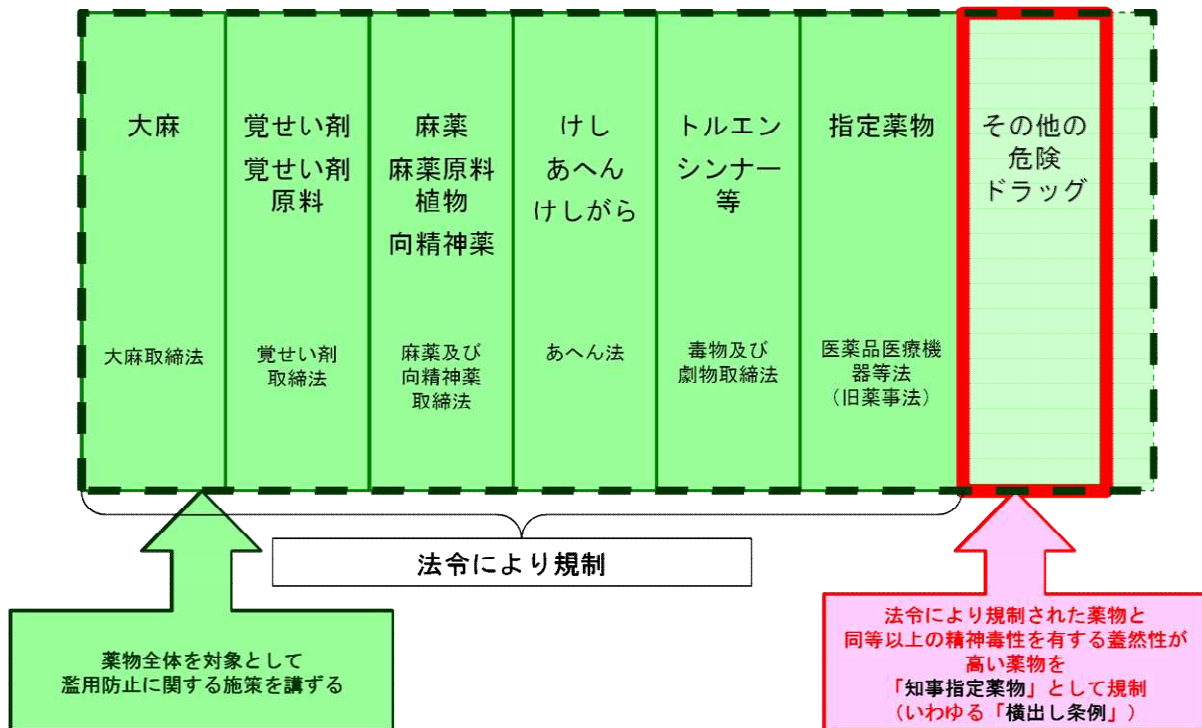 大麻
大麻取締法
覚せい剤
覚せい剤
原料
覚せい剤
取締法
麻薬
麻薬原料
植物
向精神薬
麻薬及び
向精神薬
取締法
けし
あへん
けしがら
あへん法
トルエン
シンナー
等
毒物及び
劇物取締法
指定薬物
医薬品医療機
器等法
（旧薬事法）
その他の
危険
ドラッグ
法令により規制
薬物全体を対象として
濫用防止に関する施策を講ずる
法令により規制された薬物と
同等以上の精神毒性を有する蓋然性が
高い薬物を
「知事指定薬物」として規制
（いわゆる「横出し条例」）